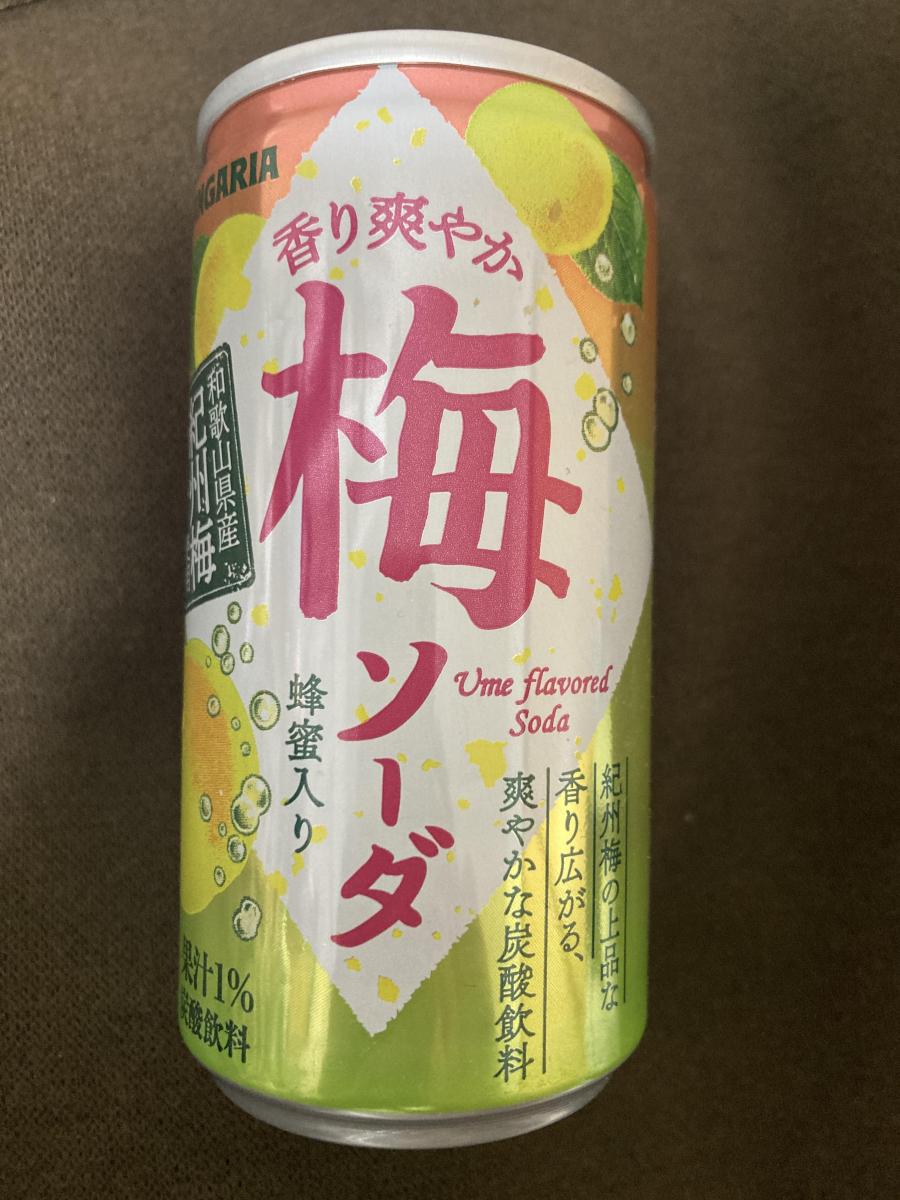 NGARIA
香り爽やか
梅
ソーダ
Ume flavored
Soda
和歌山県産
紀州梅
蜂蜜入り
紀州梅の上品な
香り広がる、
爽やかな炭酸飲料
果汁1%
炭酸飲料